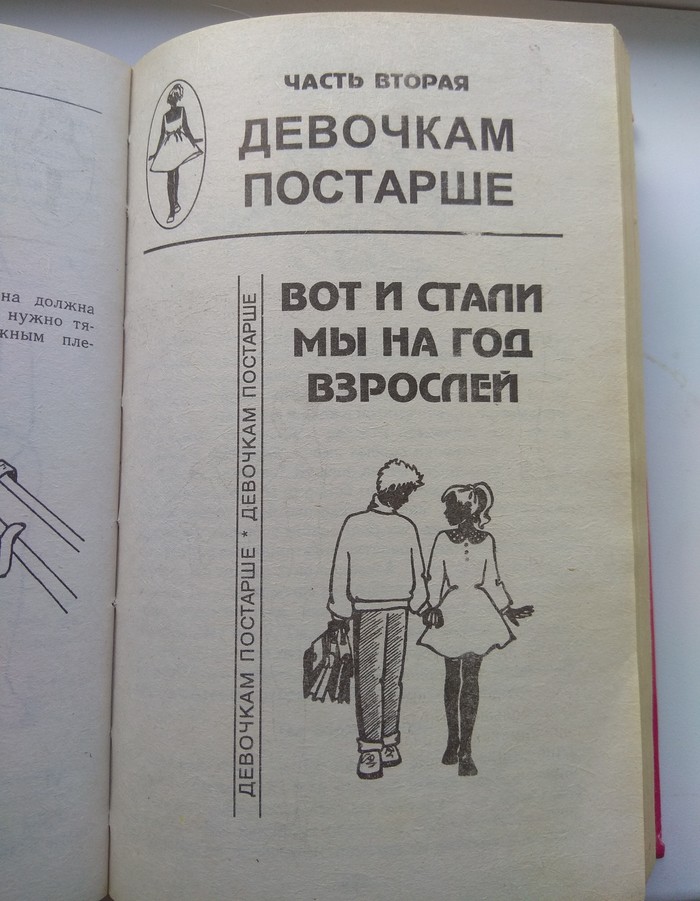 на должна
нужно тя-
жным пле-
ЧАСТЬ ВТОРАЯ
ДЕВОЧКАМ
ПОСТАРШЕ
ДЕВОЧКАМ ПОСТАРШЕ * ДЕВОЧКАМ ПОСТАРШЕ
ВОТ И СТАЛИ
МЫ НА ГОД
ВЗРОСЛЕЙ